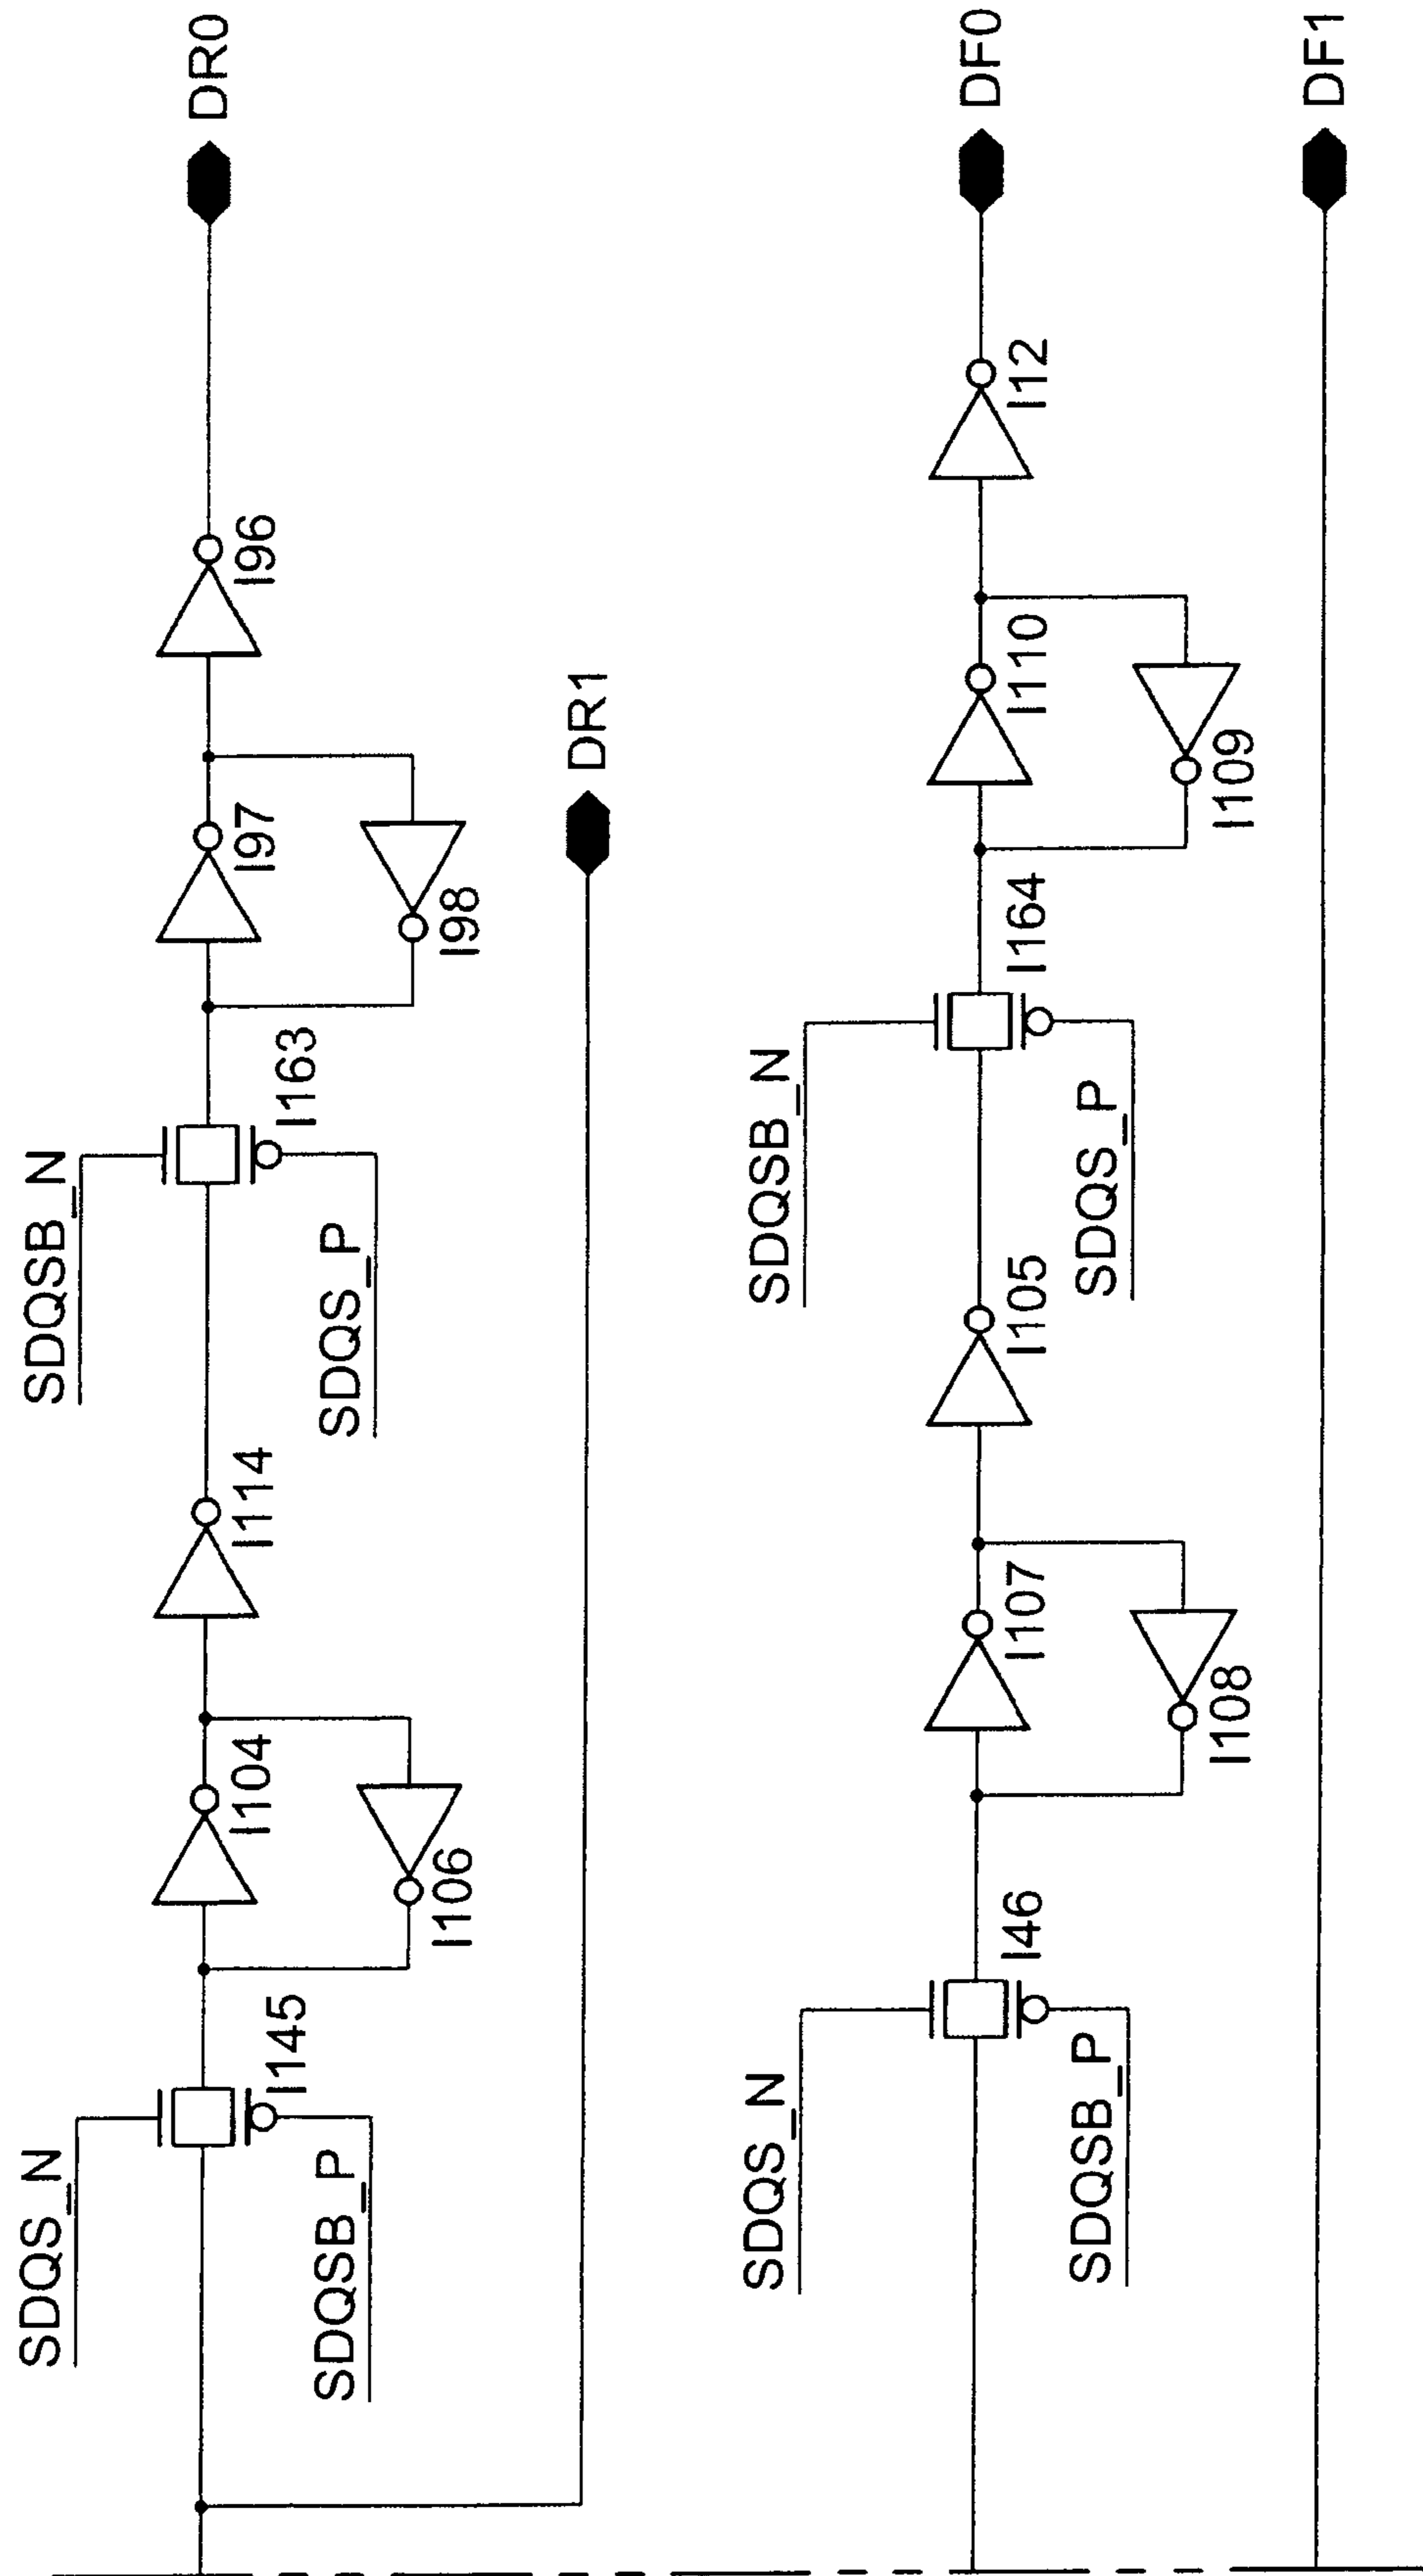 SDQS_N
SDQSB_P
I145
I104
I106
I114
SDQSB_N
SDQS_P
I163
I97
I98
I96
DR0
DR1
SDQS_N
SDQSB_P
I46
I107
I108
I105
SDQSB_N
SDQS_P
I164
I110
I109
I12
DF0
DF1